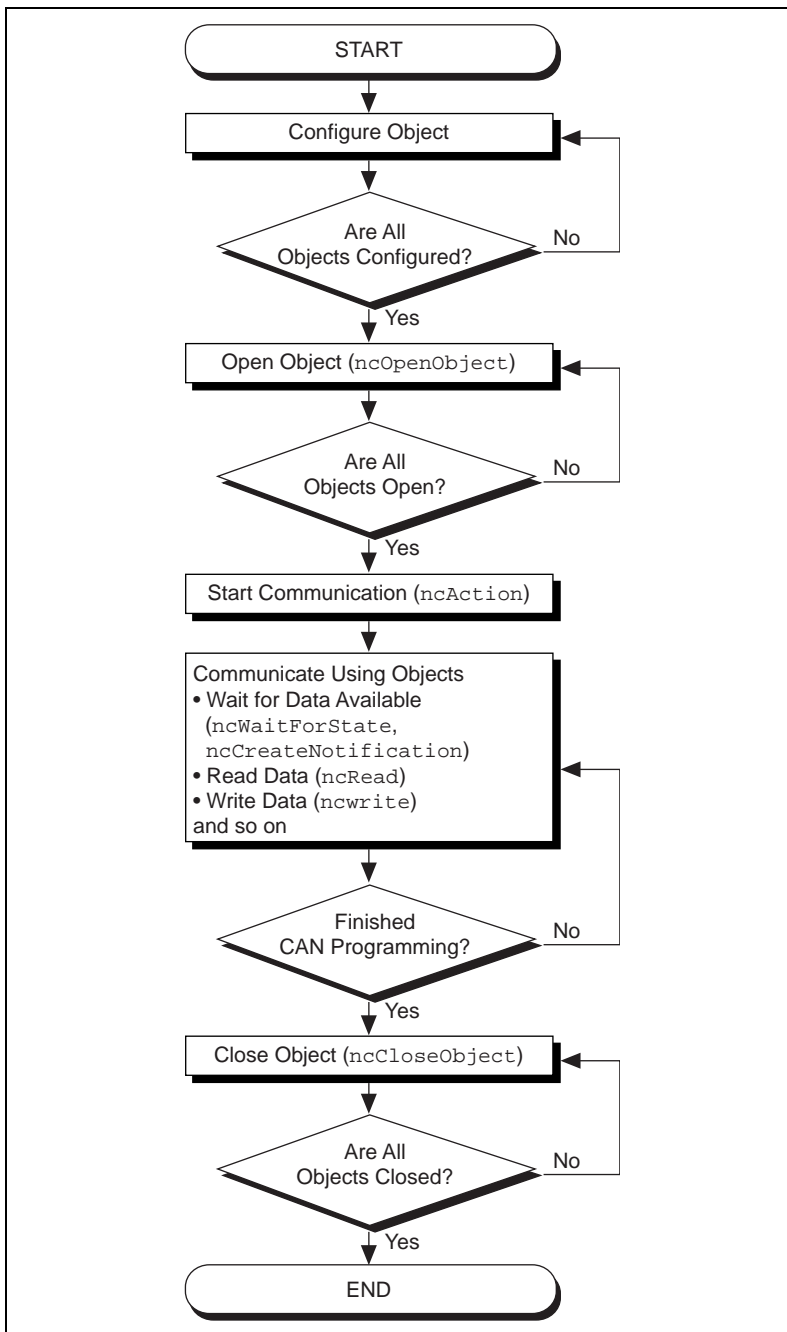 START
Configure Object
Are All
Objects Configured?
No
Yes
Open Object (ncOpenObject)
Are All
Objects Open?
No
Yes
Start Communication (ncAction)
Communicate Using Objects
• Wait for Data Available
(ncWaitForState,
ncCreateNotification)
• Read Data (ncRead)
• Write Data (ncwrite)
and so on
Finished
CAN Programming?
No
Yes
Close Object (ncCloseObject)
Are All
Objects Closed?
No
Yes
END